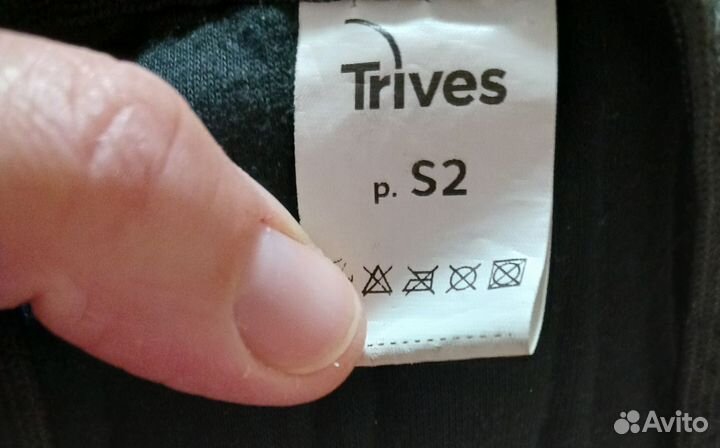 Trives
р. S2
Avito